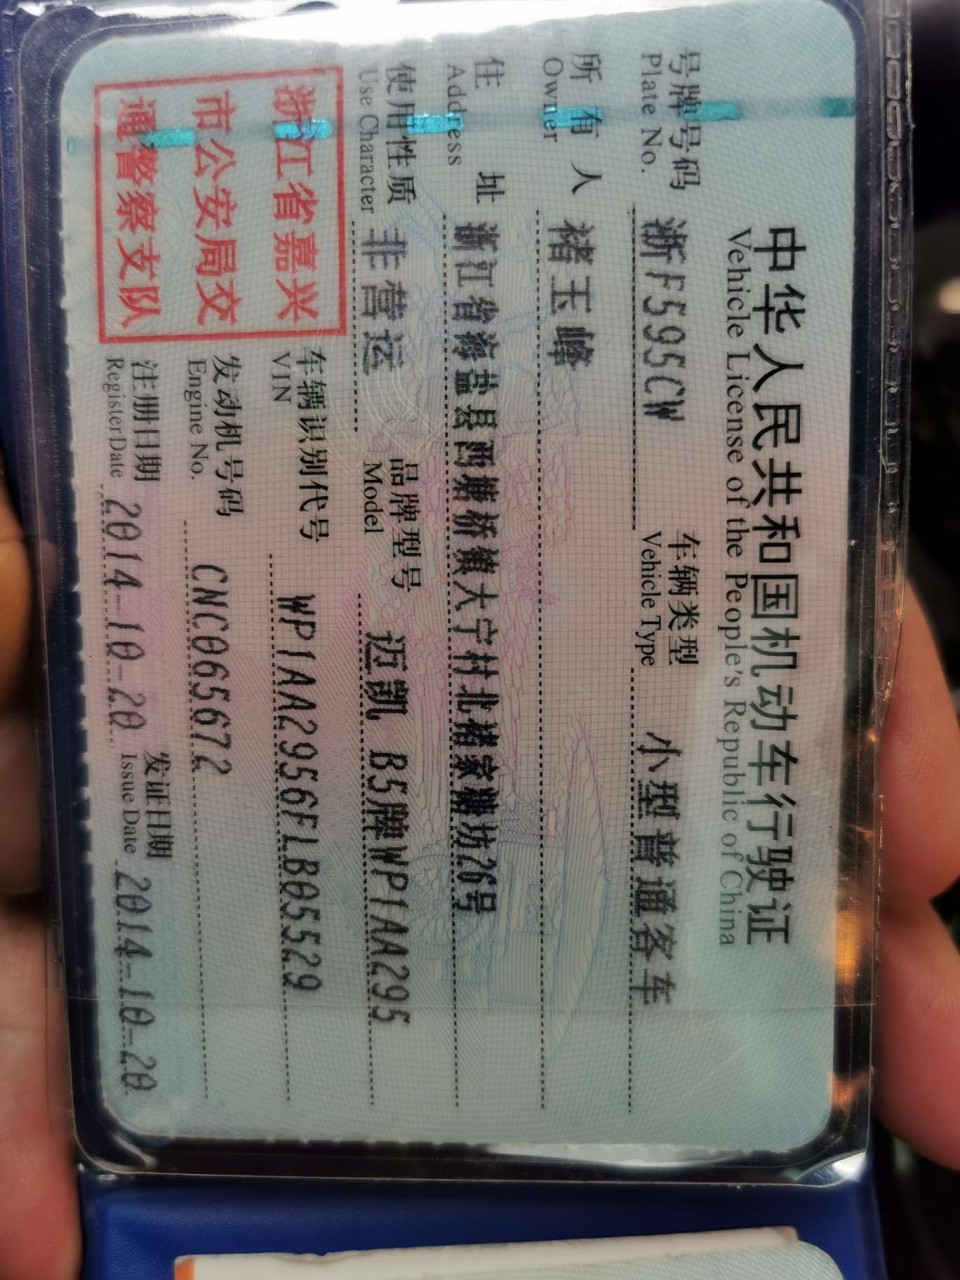 中华人民共和国机动车行驶证
Vehicle License of the People's Republic of China
号牌号码 浙F595CW 车辆类型 小型普通客车
Plate No. Vehicle Type
所有人 褚玉峰
Owner
住址 浙江省海盐县西塘桥镇大宁村北褚家糖坊26号
Address
使用性质 非营运 品牌型号 迈凯 B5牌WP1AA295
Use Character Model
浙江省嘉兴
市公安局交
通警察支队
车辆识别代号 WP1AA2956FLB05529
VIN
发动机号码 CNC065672
Engine No.
注册日期 2014-10-20 发证日期 2014-10-20
Register Date Issue Date